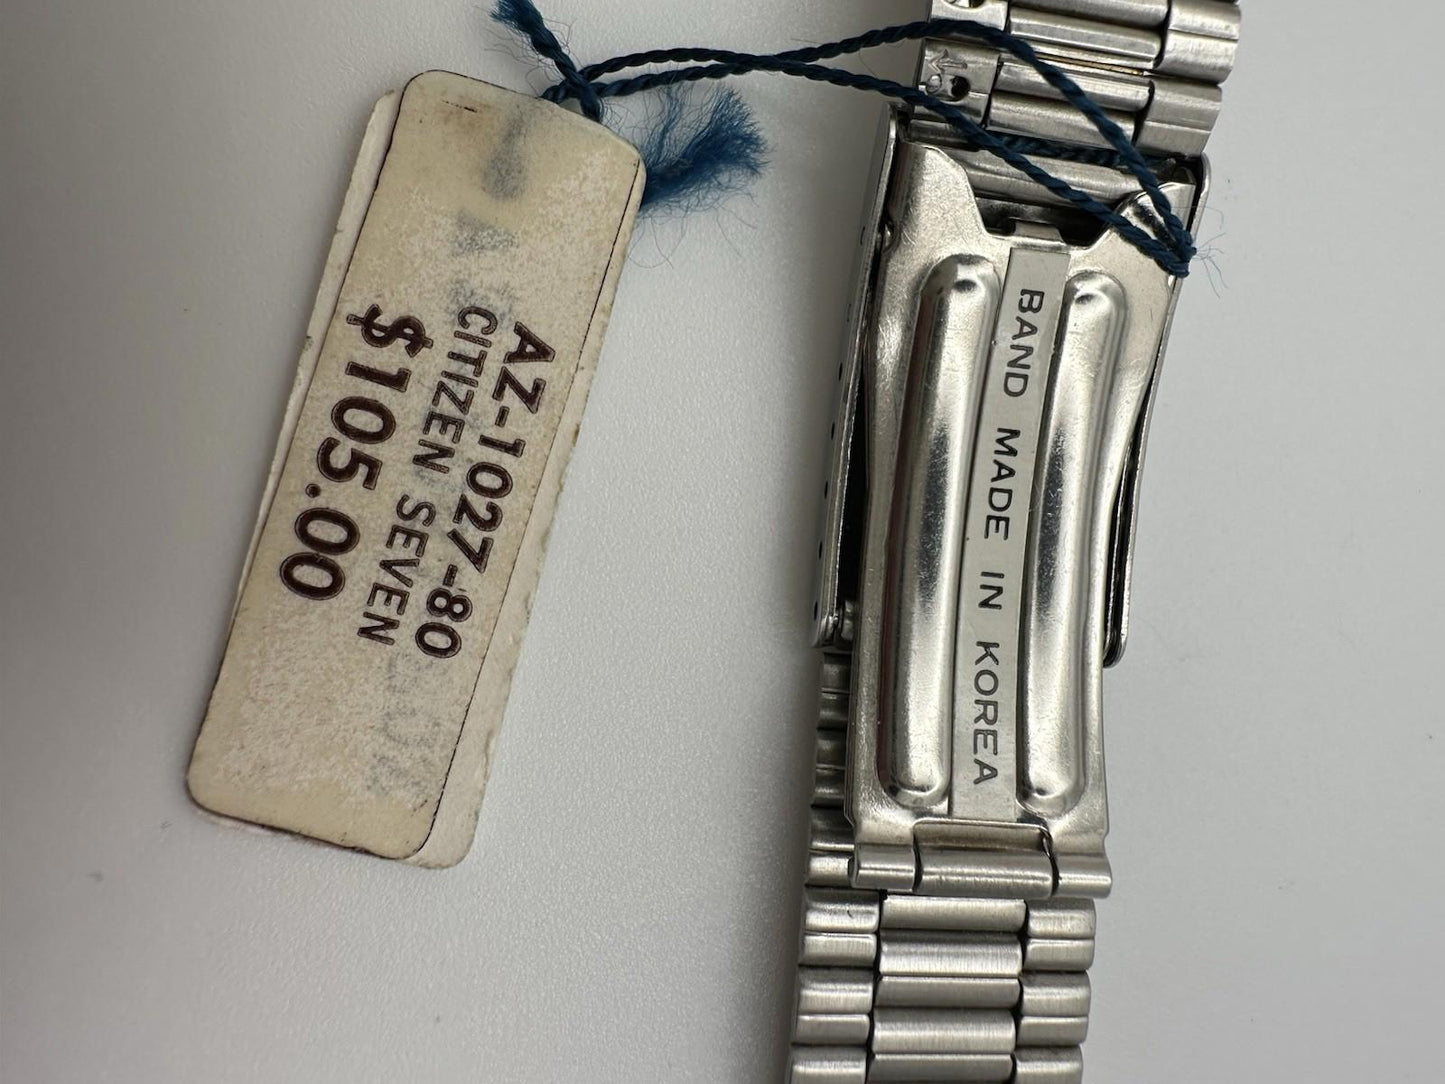 AZ-1027-80
CITIZEN SEVEN
$105.00
BAND MADE IN KOREA